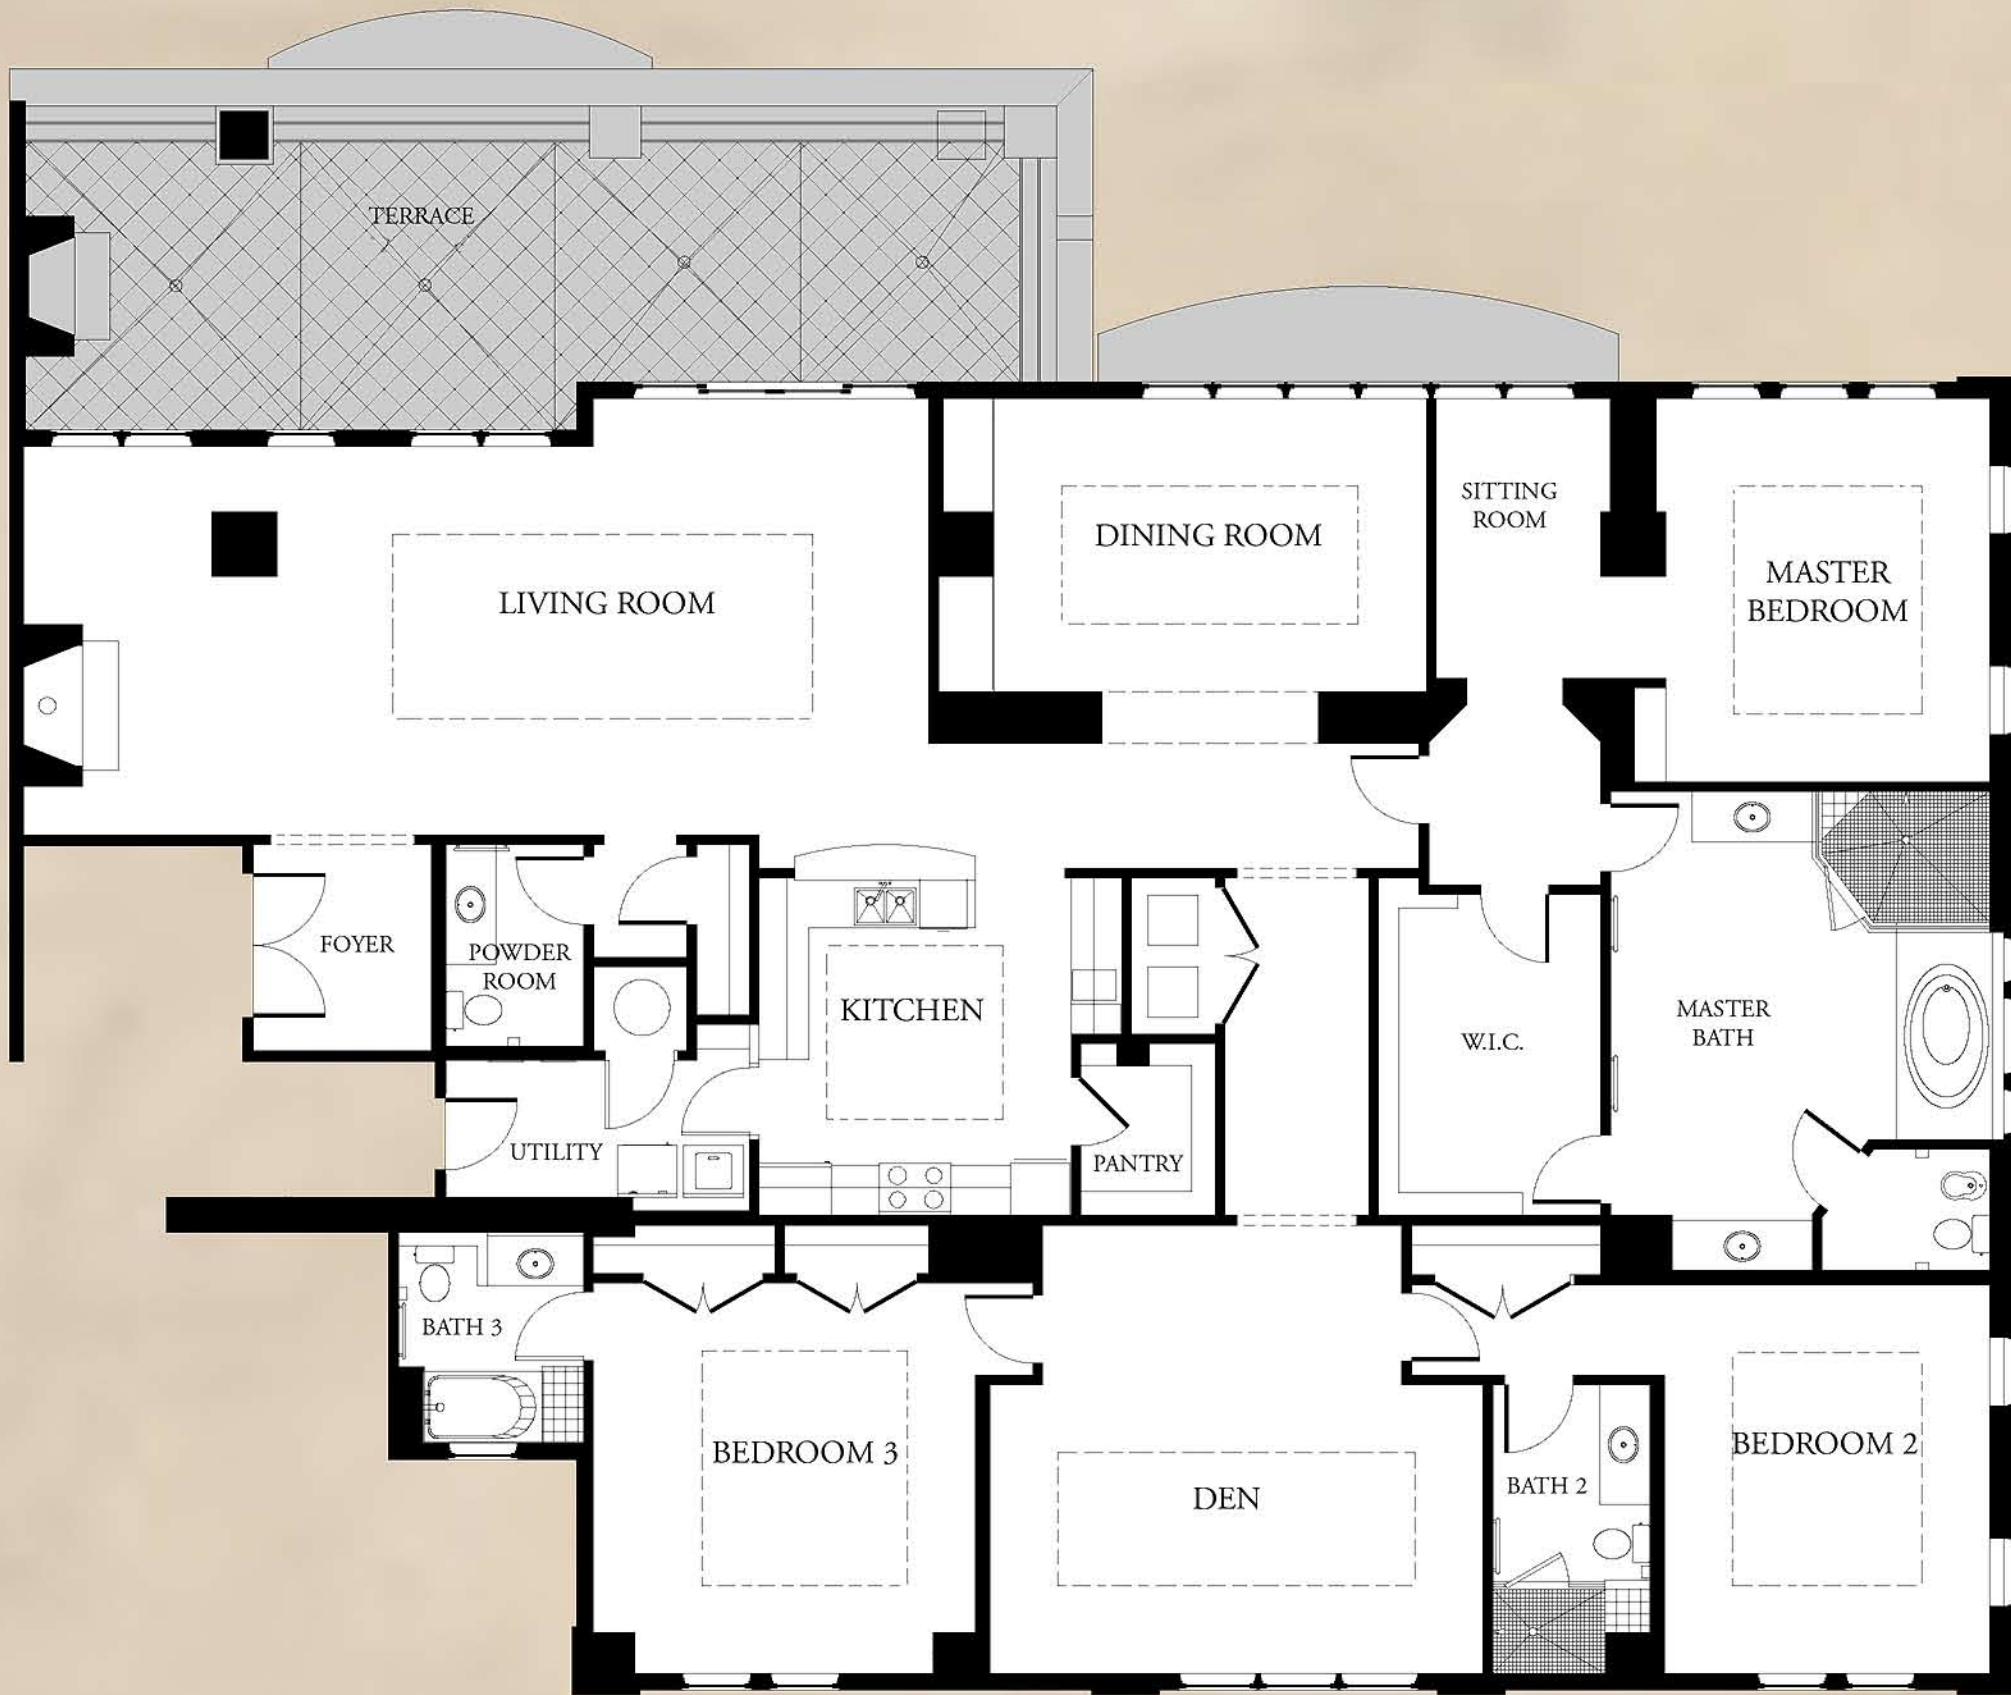 TERRACE
SITTING
ROOM
DINING ROOM
MASTER
BEDROOM
LIVING ROOM
FOYER
POWDER
ROOM
KITCHEN
MASTER
BATH
W.I.C.
UTILITY
PANTRY
BATH 3
BEDROOM 3
BEDROOM 2
BATH 2
DEN